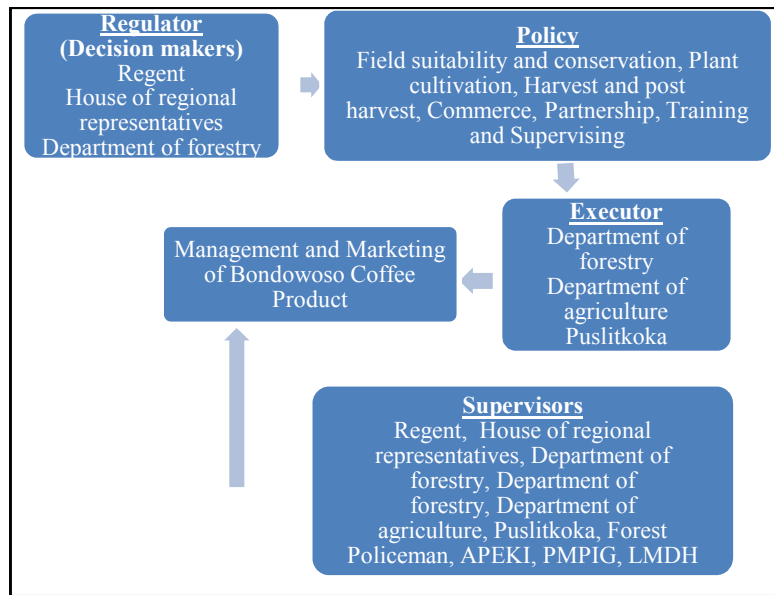 Regulator
(Decision makers)
Regent
House of regional
representatives
Department of forestry
Policy
Field suitability and conservation, Plant
cultivation, Harvest and post
harvest, Commerce, Partnership, Training
and Supervising
Executor
Department of
forestry
Department of
agriculture
Puslitkoka
Management and Marketing
of Bondowoso Coffee
Product
Supervisors
Regent, House of regional
representatives, Department of
forestry, Department of
forestry, Department of
agriculture, Puslitkoka, Forest
Policeman, APEKI, PMPIG, LMDH